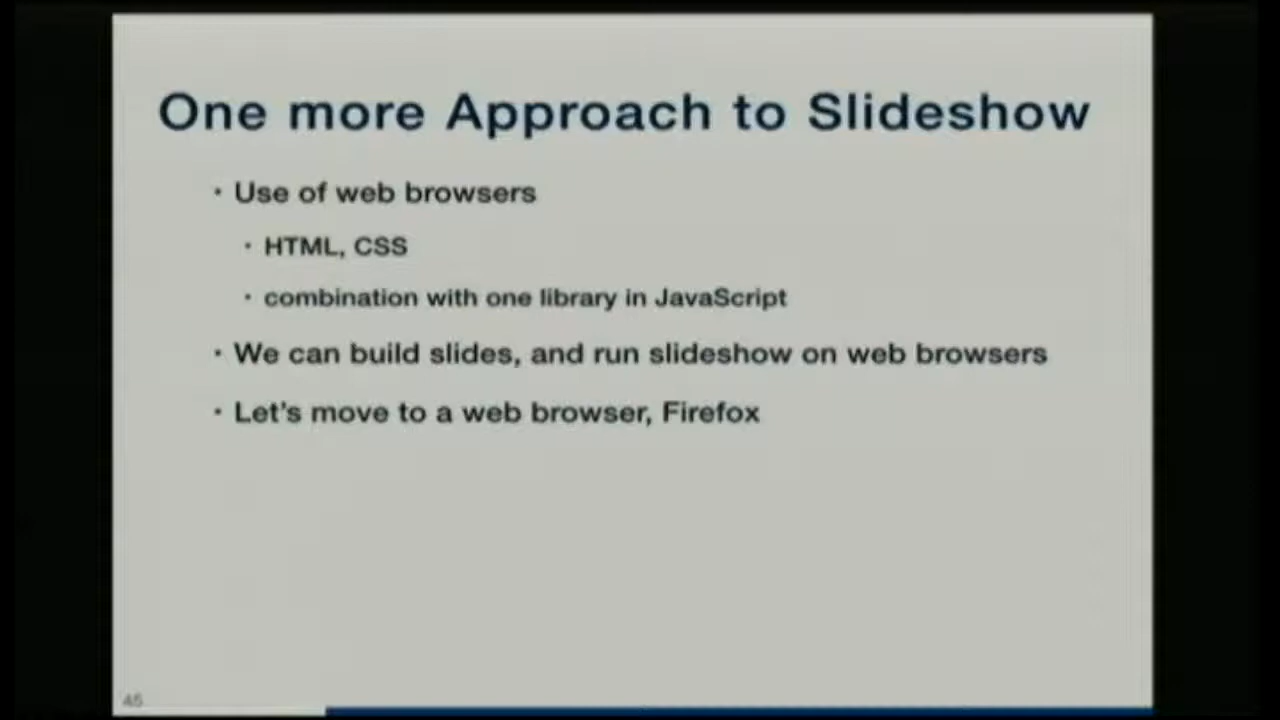 One more Approach to Slideshow
• Use of web browsers
• HTML, CSS
• combination with one library in JavaScript
• We can build slides, and run slideshow on web browsers
• Let's move to a web browser, Firefox